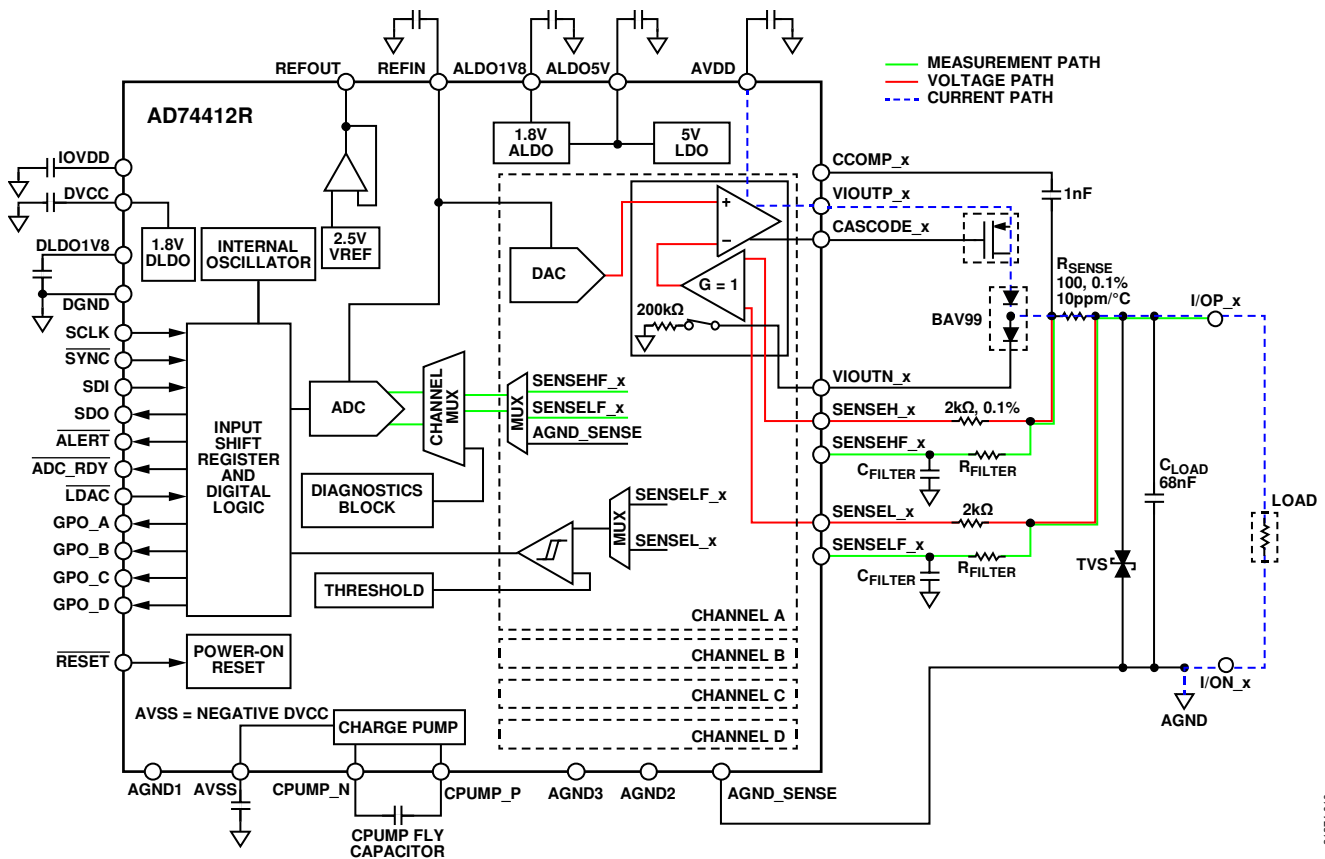 REFOUT
REFIN
ALDO1V8
ALDO5V
AVDD
MEASUREMENT PATH
VOLTAGE PATH
CURRENT PATH
AD74412R
IOVDD
DVCC
DLDO1V8
DGND
SCLK
SYNC
SDI
SDO
ALERT
ADC_RDY
LDAC
GPO_A
GPO_B
GPO_C
GPO_D
RESET
1.8V
DLDO
INTERNAL
OSCILLATOR
2.5V
VREF
1.8V
ALDO
5V
LDO
INPUT
SHIFT
REGISTER
AND
DIGITAL
LOGIC
POWER-ON
RESET
ADC
CHANNEL
MUX
MUX
SENSEHF_x
SENSELF_x
AGND_SENSE
DIAGNOSTICS
BLOCK
THRESHOLD
MUX
SENSELF_x
SENSEL_x
DAC
+
−
G = 1
200kΩ
CHANNEL A
CHANNEL B
CHANNEL C
CHANNEL D
CCOMP_x
VIOUTP_x
CASCODE_x
VIOUTN_x
SENSEH_x
SENSEHF_x
SENSEL_x
SENSELF_x
1nF
RSENSE
100, 0.1%
10ppm/°C
BAV99
I/OP_x
2kΩ, 0.1%
CFILTER
RFILTER
2kΩ
CFILTER
RFILTER
CLOAD
68nF
TVS
LOAD
I/ON_x
AGND
AVSS = NEGATIVE DVCC
CHARGE PUMP
AGND1
AVSS
CPUMP_N
CPUMP_P
AGND3
AGND2
AGND_SENSE
CPUMP FLY
CAPACITOR